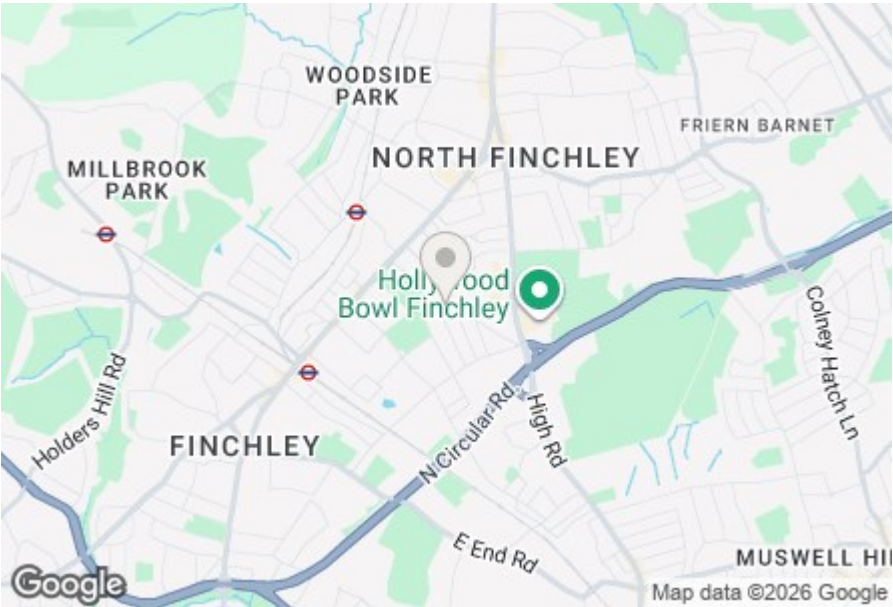 WOODSIDE
PARK
FRIERN BARNET
NORTH FINCHLEY
MILLBROOK
PARK
Hollywood
Bowl Finchley
Colney Hatch Ln
Holders Hill Rd
N Circular Rd
High Rd
FINCHLEY
E End Rd
MUSWELL HI
Google
Map data ©2026 Google